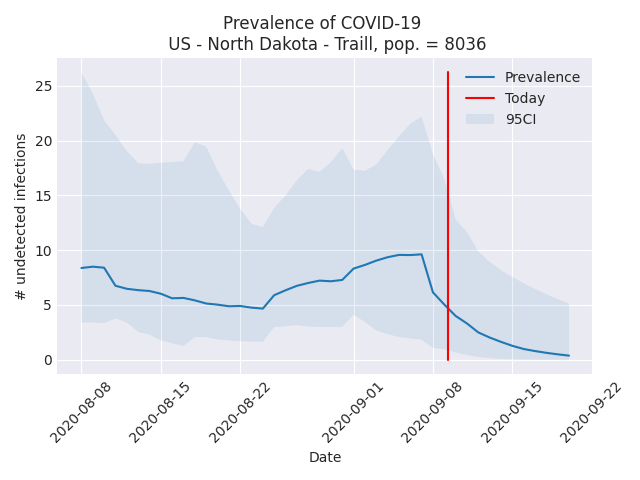 Prevalence of COVID-19
US - North Dakota - Traill, pop. = 8036
# undetected infections
25
20
15
10
5
0
Prevalence
Today
95CI
2020-08-08
2020-08-15
2020-08-22
2020-09-01
2020-09-08
2020-09-15
2020-09-22
Date